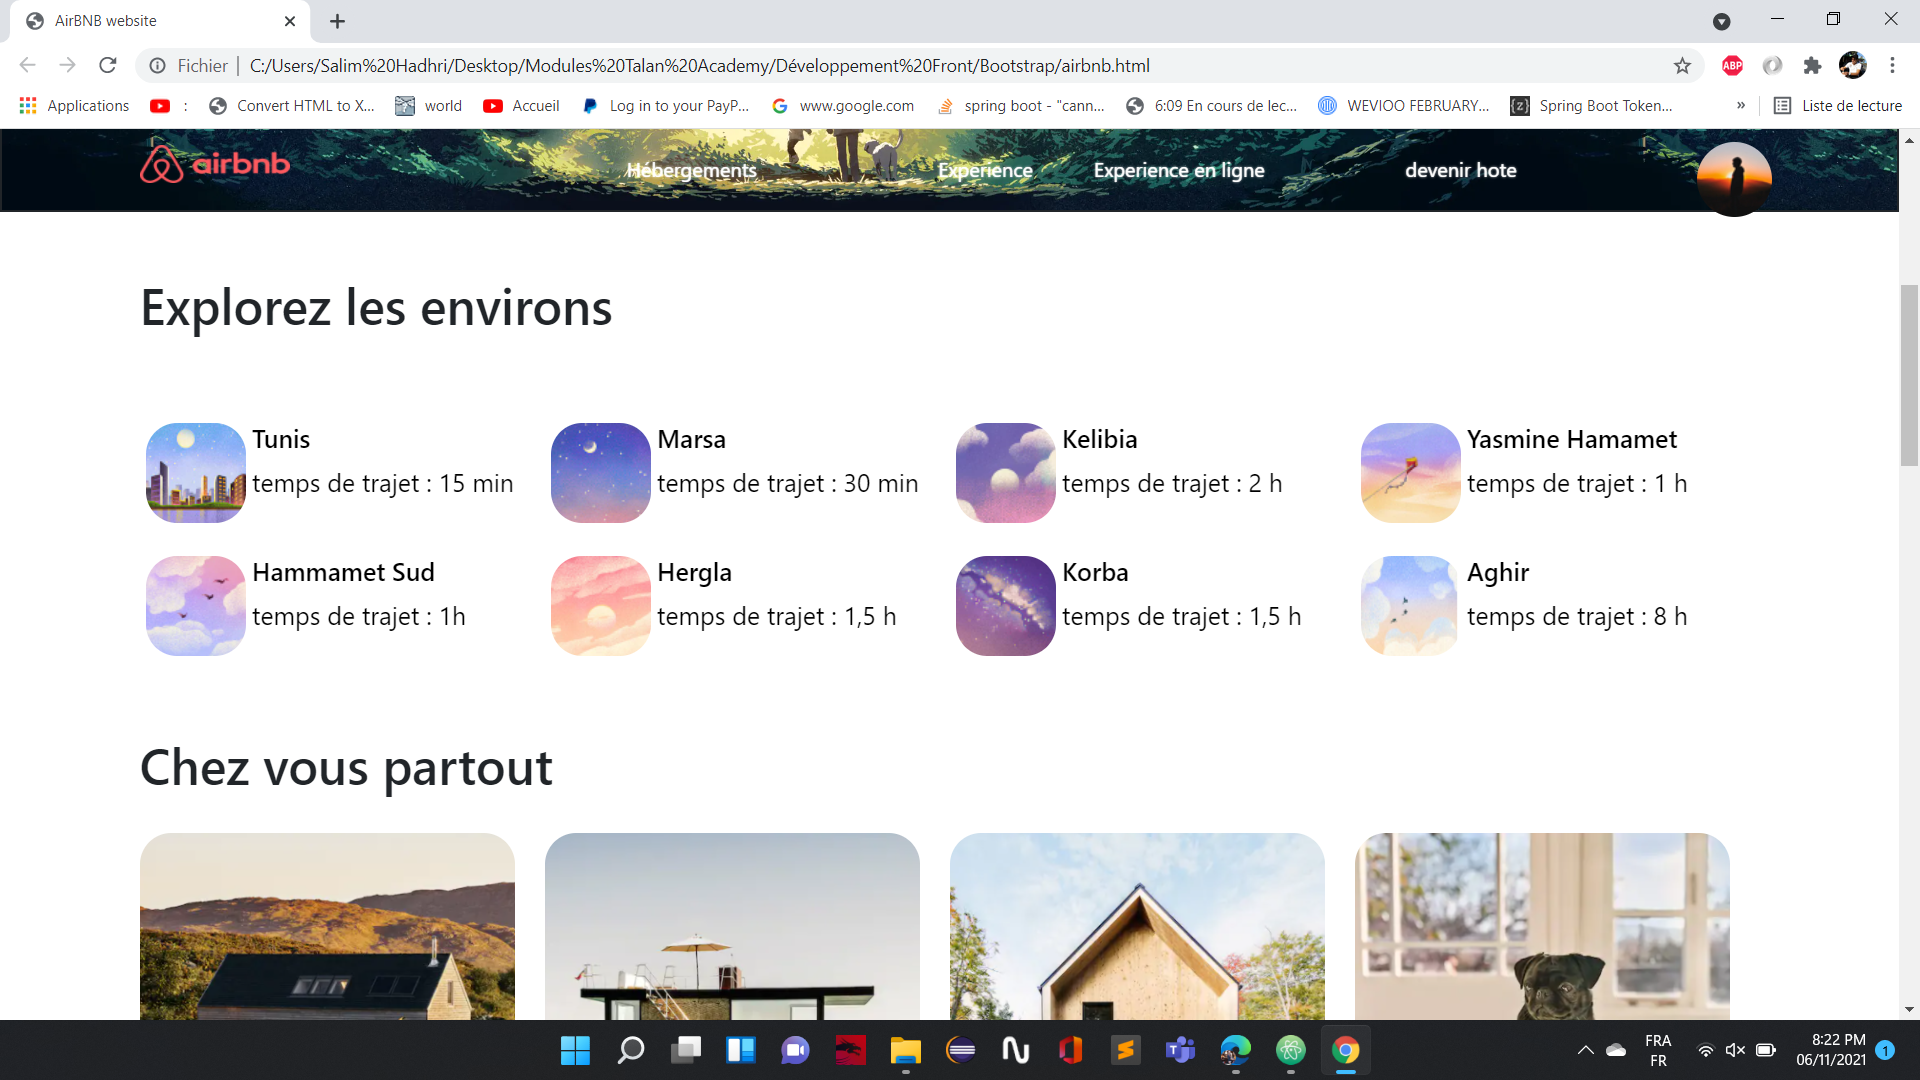 AirBNB website
Fichier | C:/Users/Salim%20Hadhri/Desktop/Modules%20Talan%20Academy/Développement%20Front/Bootstrap/airbnb.html
ABP
Applications : Convert HTML to X... world Accueil Log in to your PayP... www.google.com spring boot - "cann... 6:09 En cours de lec... WEVIOO FEBRUARY... Spring Boot Token... » Liste de lecture
airbnb Hébergements Experience Experience en ligne devenir hote
Explorez les environs
Tunis Marsa Kelibia Yasmine Hamamet
temps de trajet : 15 min temps de trajet : 30 min temps de trajet : 2 h temps de trajet : 1 h
Hammamet Sud Hergla Korba Aghir
temps de trajet : 1h temps de trajet : 1,5 h temps de trajet : 1,5 h temps de trajet : 8 h
Chez vous partout
FRA 8:22 PM
FR 06/11/2021 1